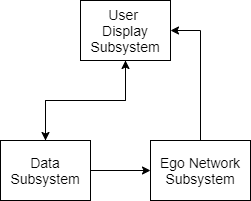 User
Display
Subsystem
Data
Subsystem
Ego Network
Subsystem